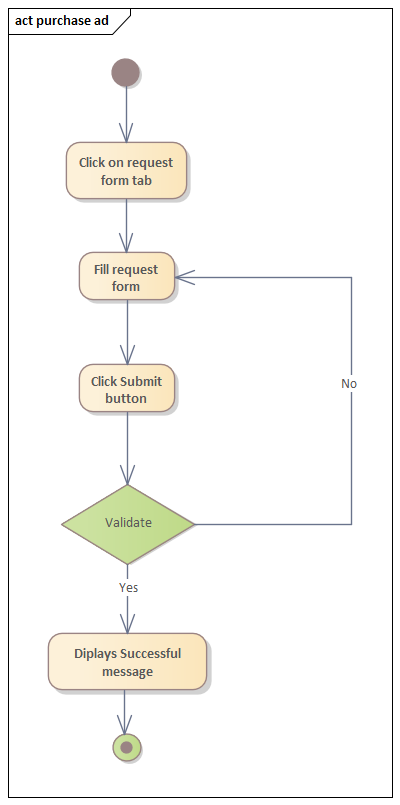 act purchase ad
Click on request
form tab
Fill request
form
Click Submit
button
No
Validate
Yes
Diplays Successful
message